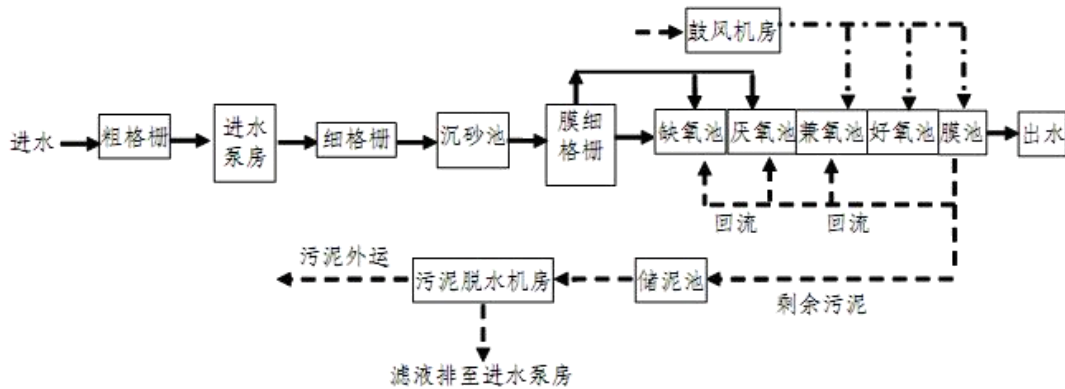 鼓风机房
进水
粗格栅
进水
泵房
细格栅
沉砂池
膜细
格栅
缺氧池
厌氧池
兼氧池
好氧池
膜池
出水
回流
回流
污泥外运
污泥脱水机房
储泥池
剩余污泥
滤液排至进水泵房